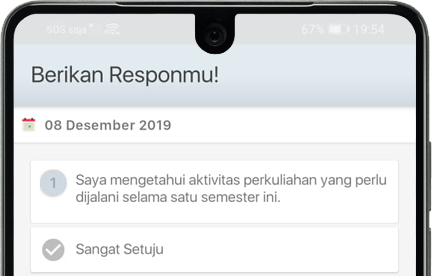 SOS saja 67% 19:54
Berikan Responmu!
08 Desember 2019
1 Saya mengetahui aktivitas perkuliahan yang perlu
dijalani selama satu semester ini.
Sangat Setuju